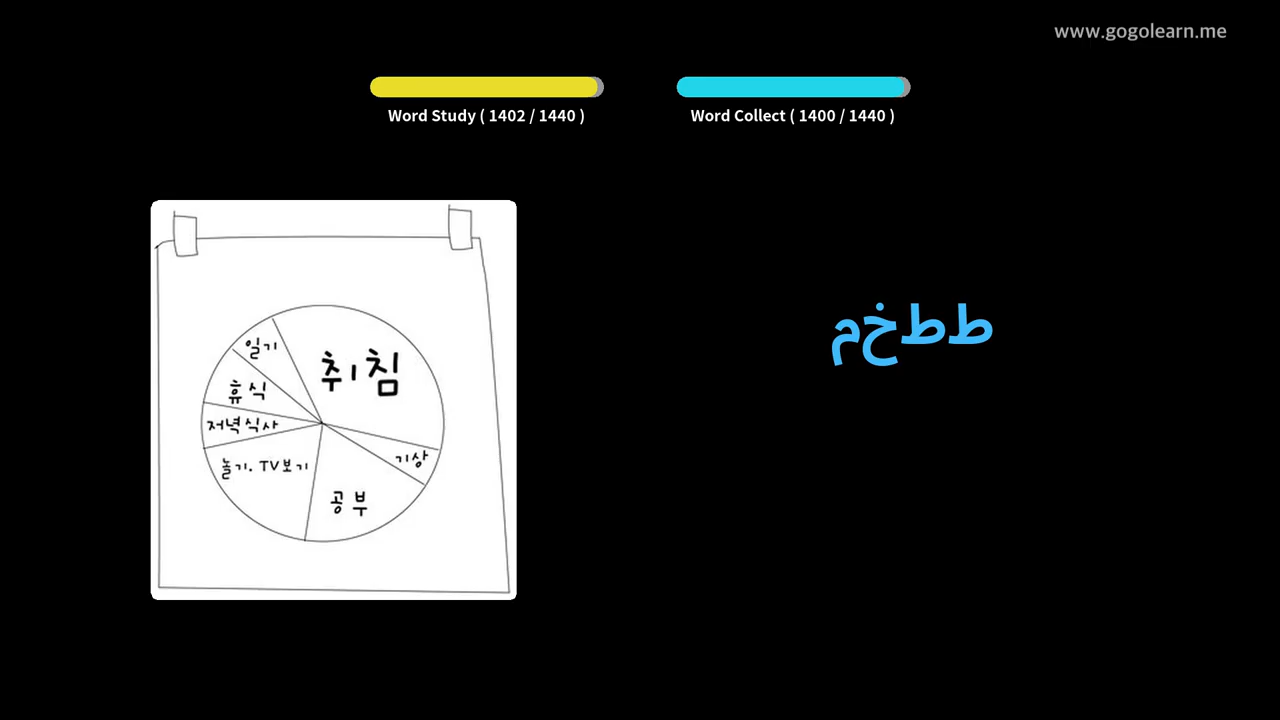 www.gogolearn.me
Word Study ( 1402 / 1440 )
Word Collect ( 1400 / 1440 )
일기
취침
휴식
저녁식사
놀기. TV보기
기상
공부
ططخم